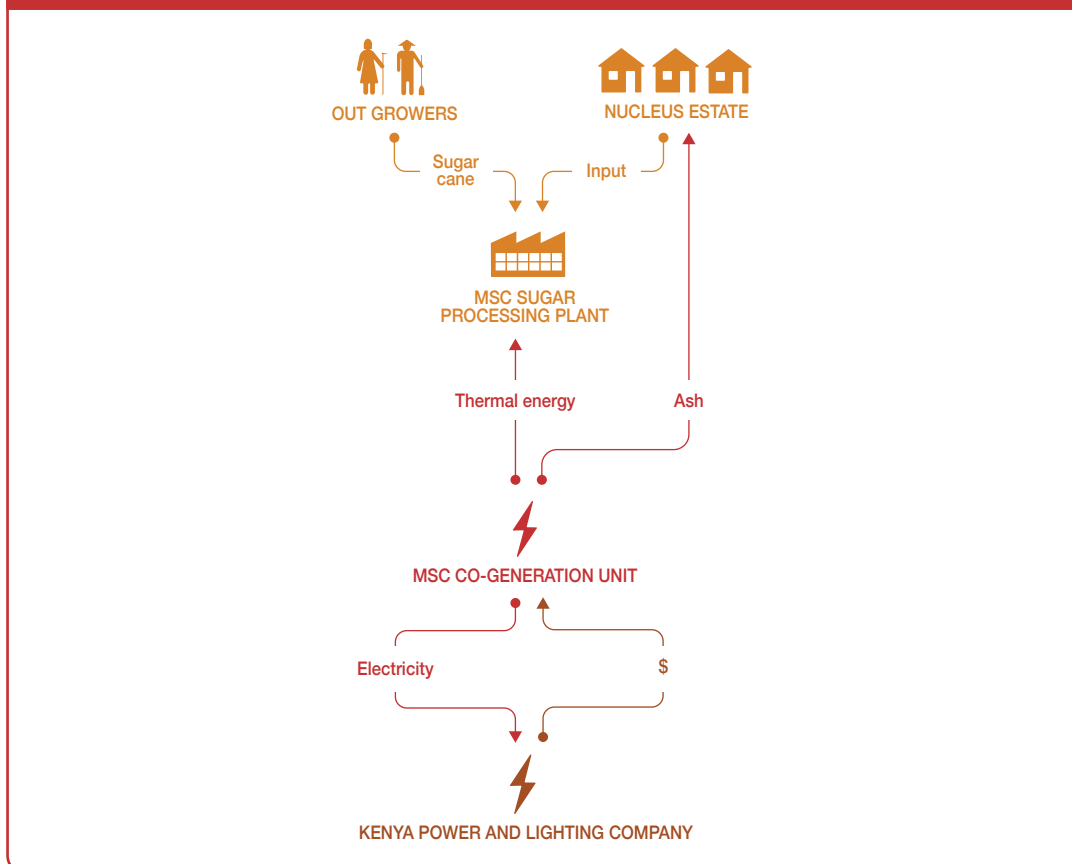 OUT GROWERS
NUCLEUS ESTATE
Sugar
cane
Input
MSC SUGAR
PROCESSING PLANT
Thermal energy
Ash
MSC CO-GENERATION UNIT
Electricity
$
KENYA POWER AND LIGHTING COMPANY